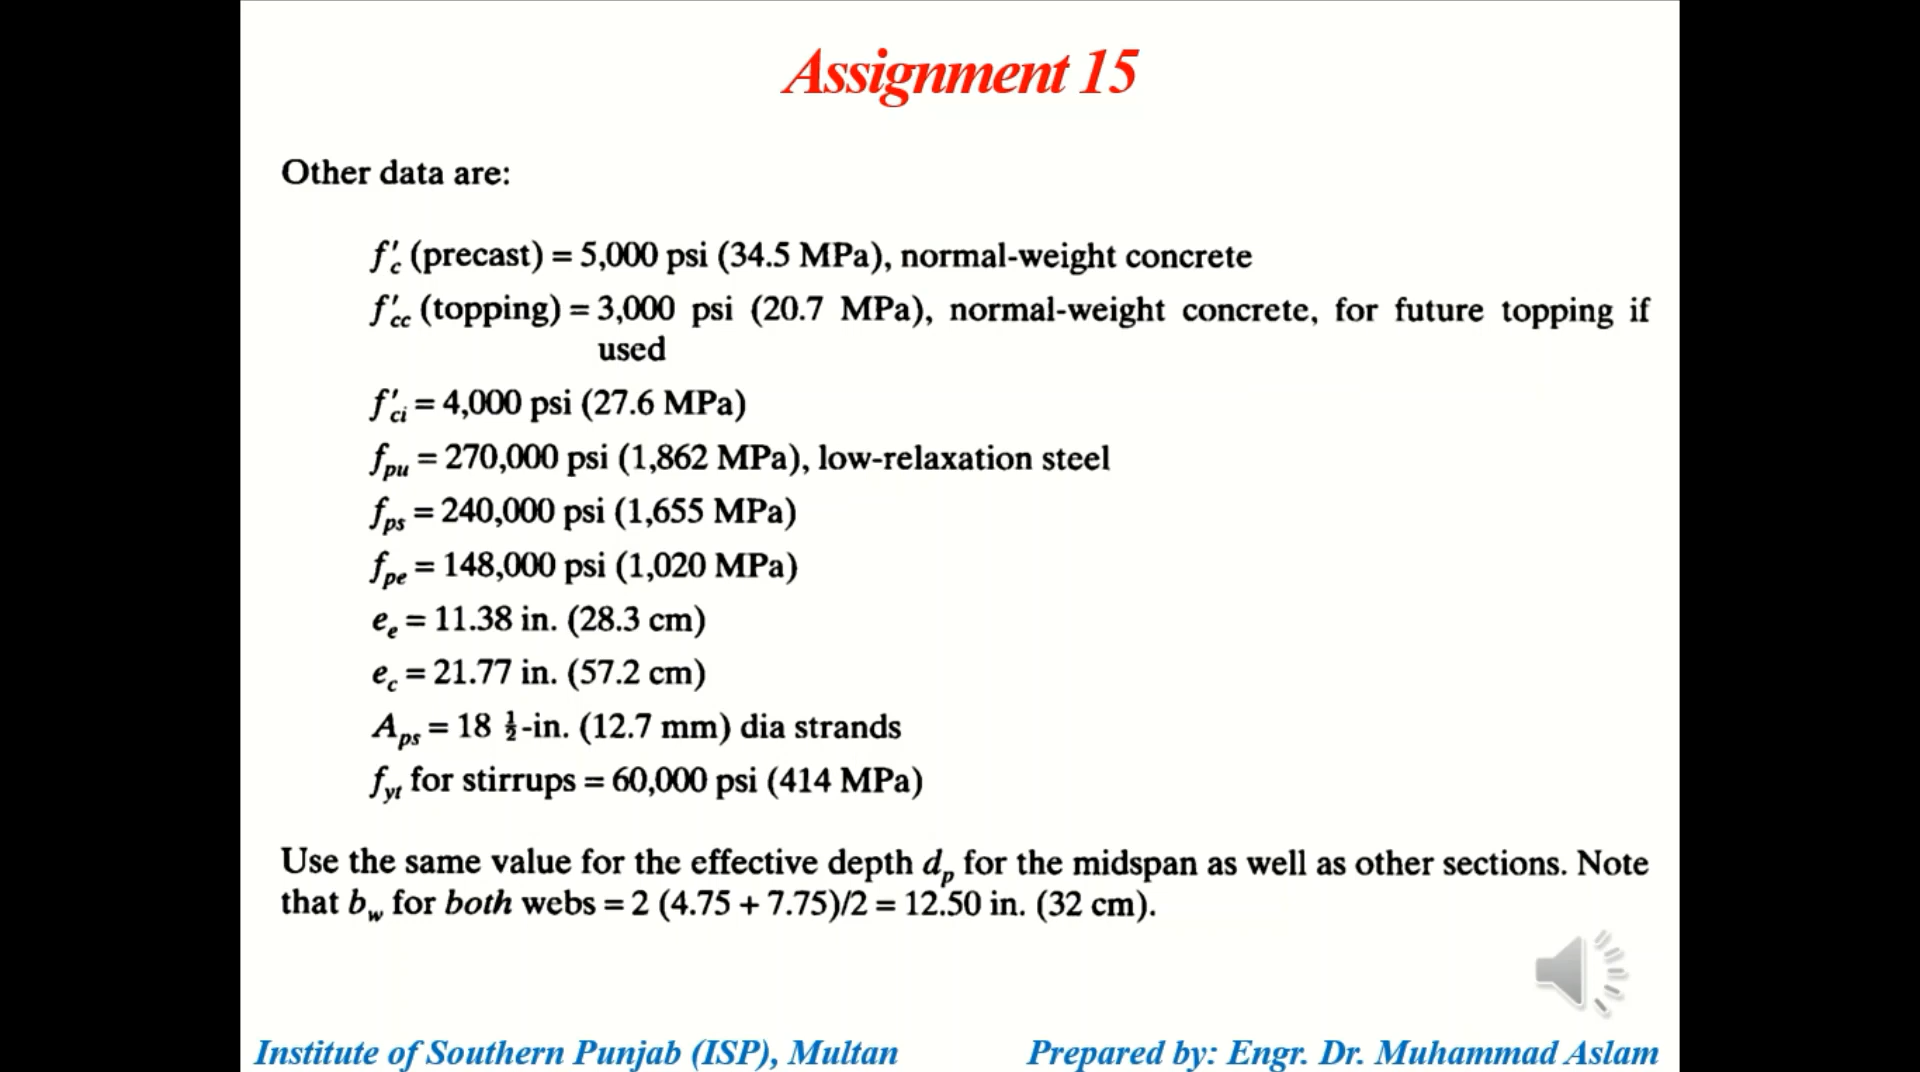 Assignment 15
Other data are:
f′c (precast) = 5,000 psi (34.5 MPa), normal-weight concrete
f′cc (topping) = 3,000 psi (20.7 MPa), normal-weight concrete, for future topping if
used
f′ci = 4,000 psi (27.6 MPa)
fpu = 270,000 psi (1,862 MPa), low-relaxation steel
fps = 240,000 psi (1,655 MPa)
fpe = 148,000 psi (1,020 MPa)
ee = 11.38 in. (28.3 cm)
ec = 21.77 in. (57.2 cm)
Aps = 18 ½-in. (12.7 mm) dia strands
fyt for stirrups = 60,000 psi (414 MPa)
Use the same value for the effective depth dp for the midspan as well as other sections. Note
that bw for both webs = 2 (4.75 + 7.75)/2 = 12.50 in. (32 cm).
Institute of Southern Punjab (ISP), Multan
Prepared by: Engr. Dr. Muhammad Aslam